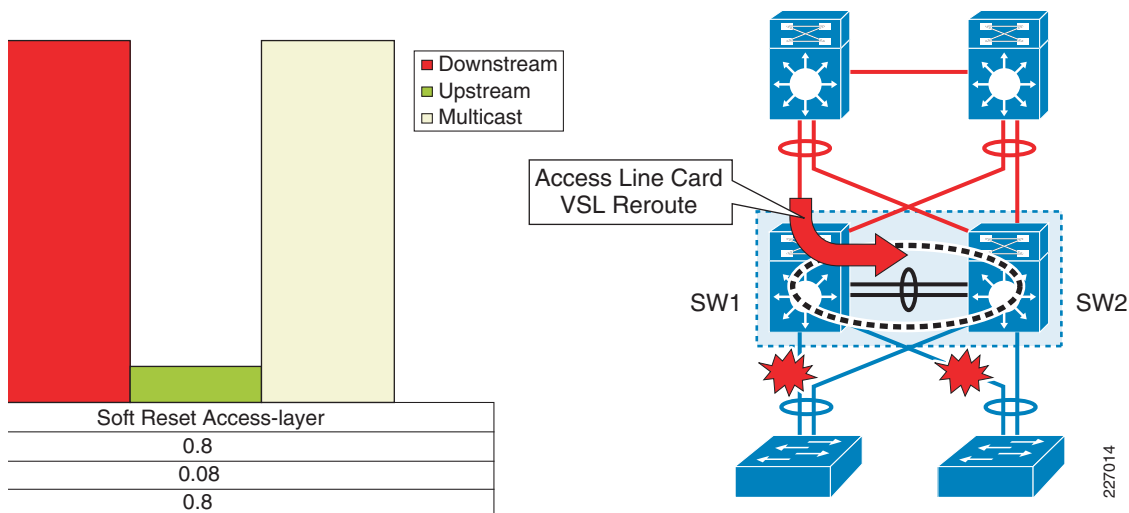 Downstream
Upstream
Multicast
Access Line Card
VSL Reroute
SW1
SW2
Soft Reset Access-layer
0.8
0.08
0.8
227014